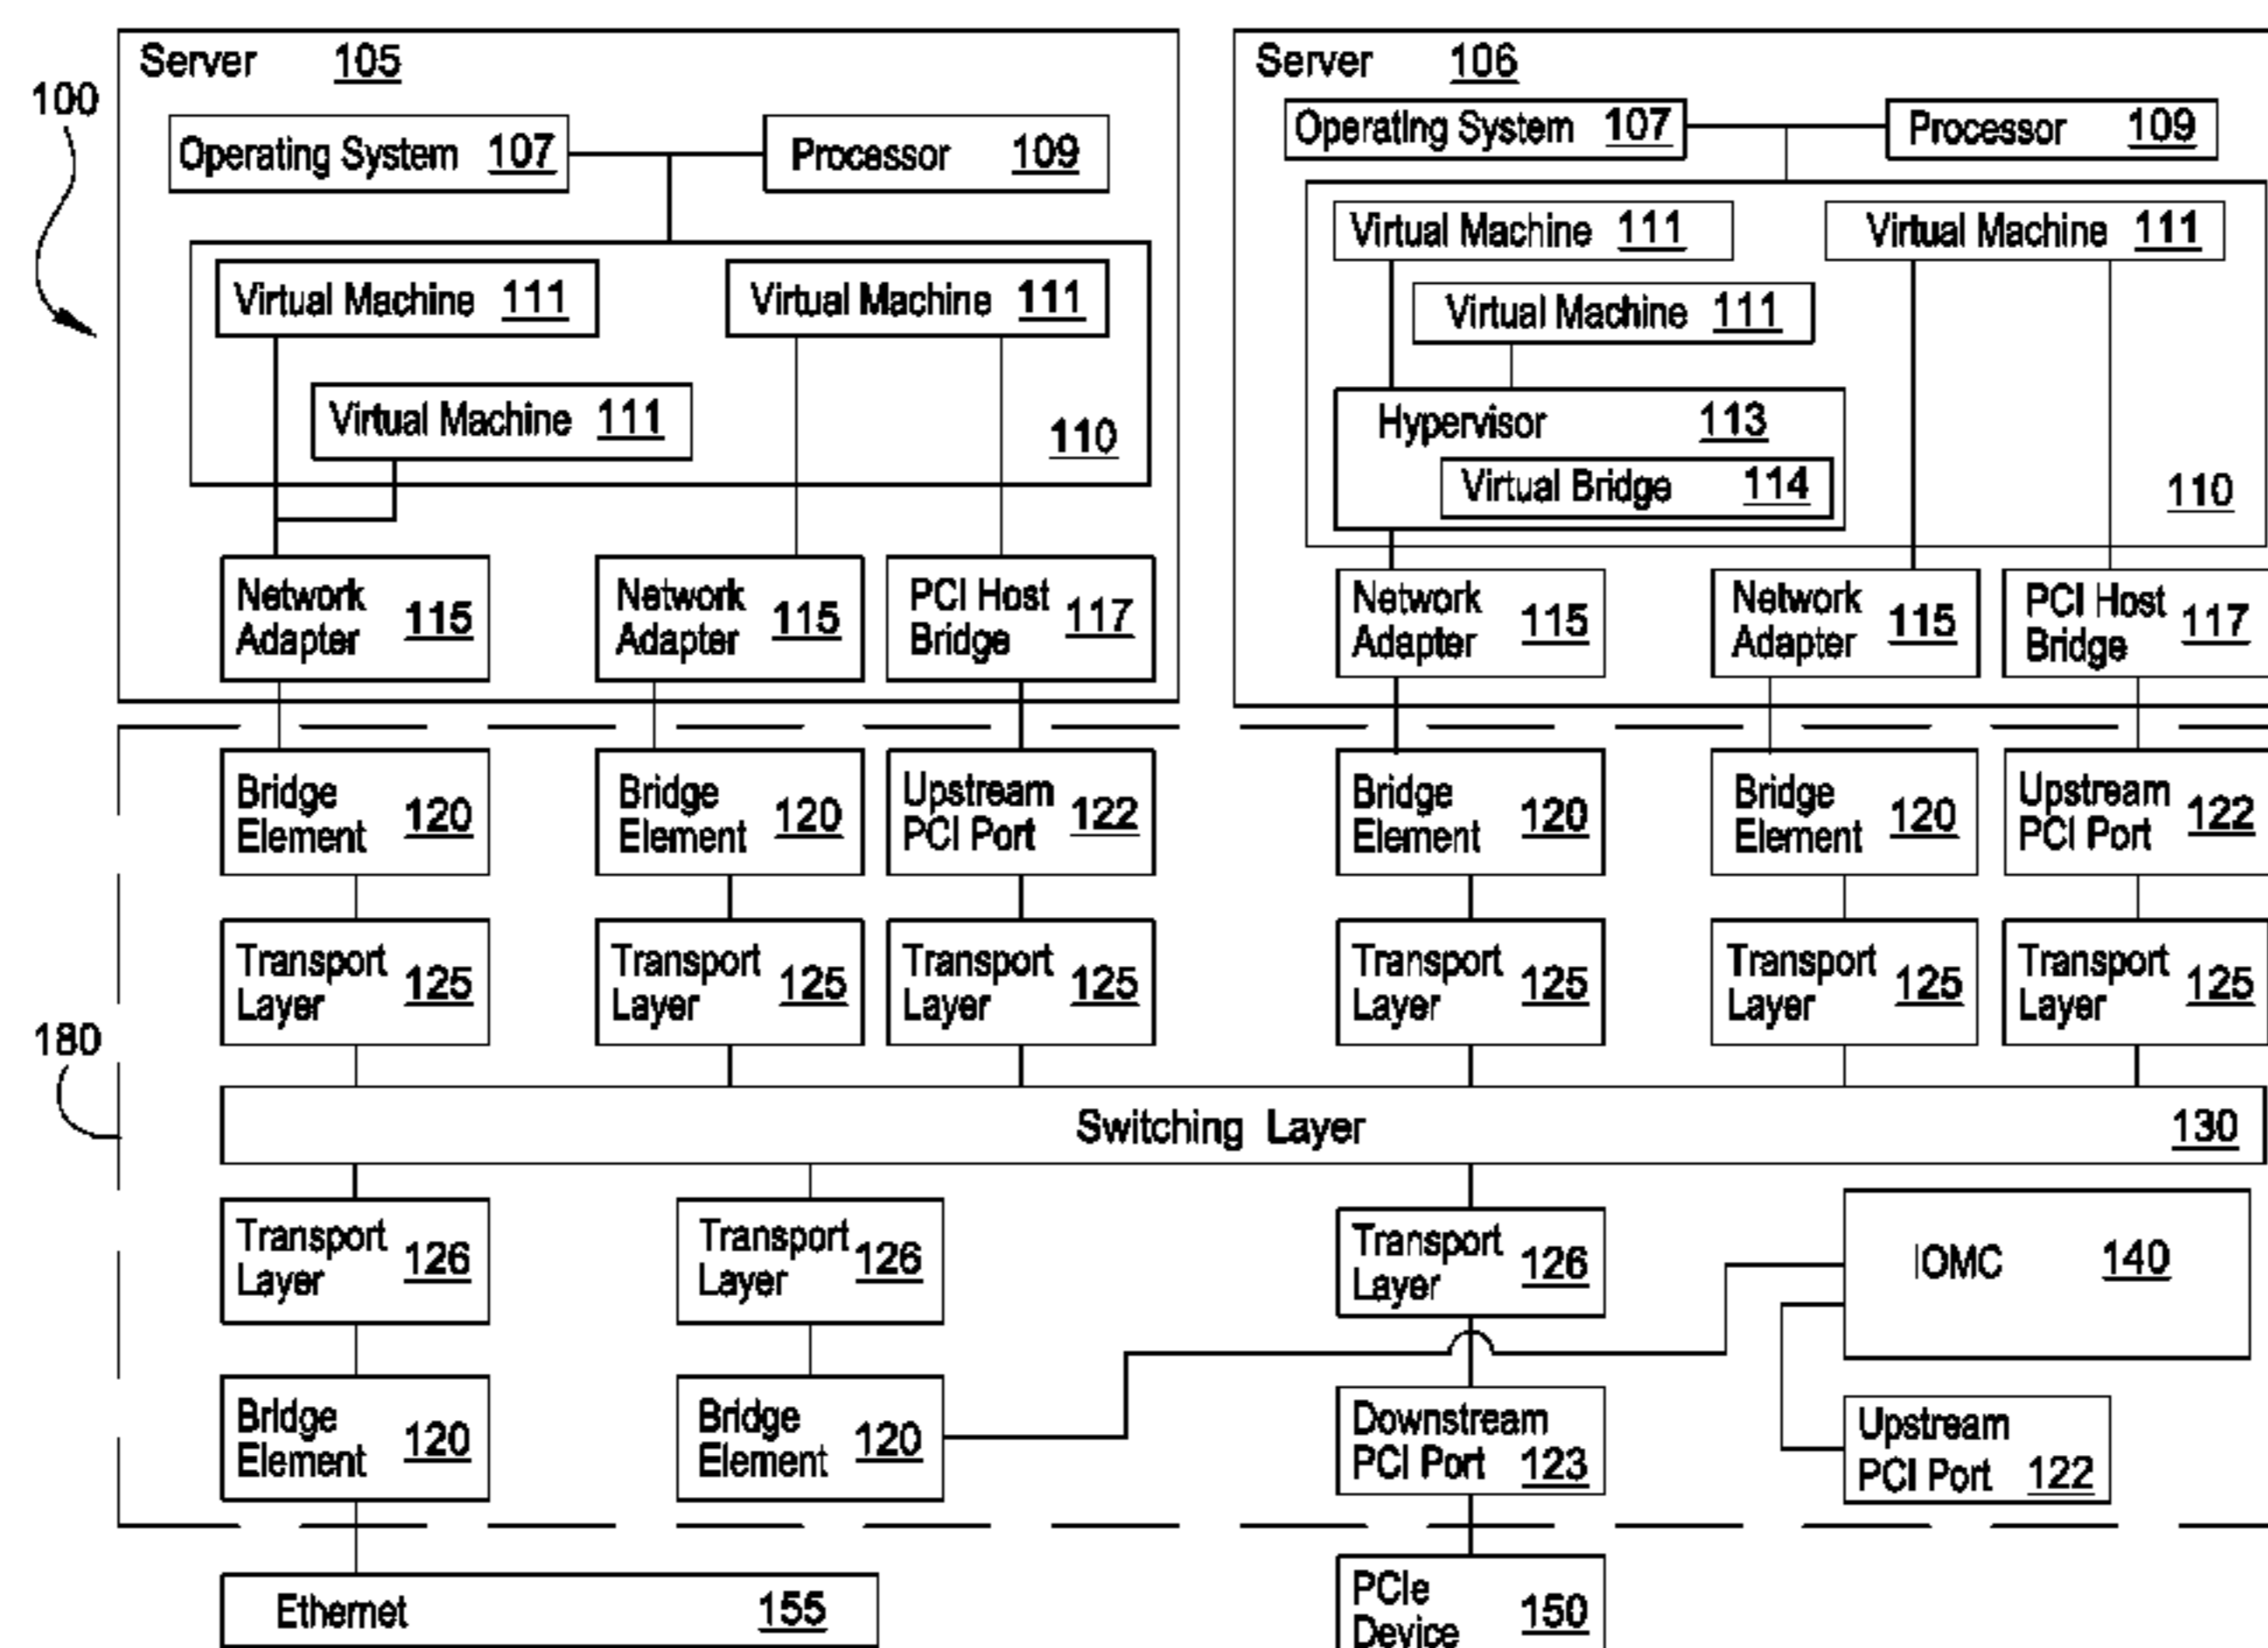 Server 105
Server 106
100
Operating System 107
Processor 109
Operating System 107
Processor 109
Virtual Machine 111
Virtual Machine 111
Virtual Machine 111
Virtual Machine 111
Virtual Machine 111
Virtual Machine 111
110
Hypervisor 113
Virtual Bridge 114
110
Network
Adapter 115
Network
Adapter 115
PCI Host
Bridge 117
Network
Adapter 115
Network
Adapter 115
PCI Host
Bridge 117
Bridge
Element 120
Bridge
Element 120
Upstream
PCI Port 122
Bridge
Element 120
Bridge
Element 120
Upstream
PCI Port 122
Transport
Layer 125
Transport
Layer 125
Transport
Layer 125
Transport
Layer 125
Transport
Layer 125
Transport
Layer 125
180
Switching Layer 130
Transport
Layer 126
Transport
Layer 126
Transport
Layer 126
IOMC 140
Bridge
Element 120
Bridge
Element 120
Downstream
PCI Port 123
Upstream
PCI Port 122
Ethernet 155
PCIe
Device 150